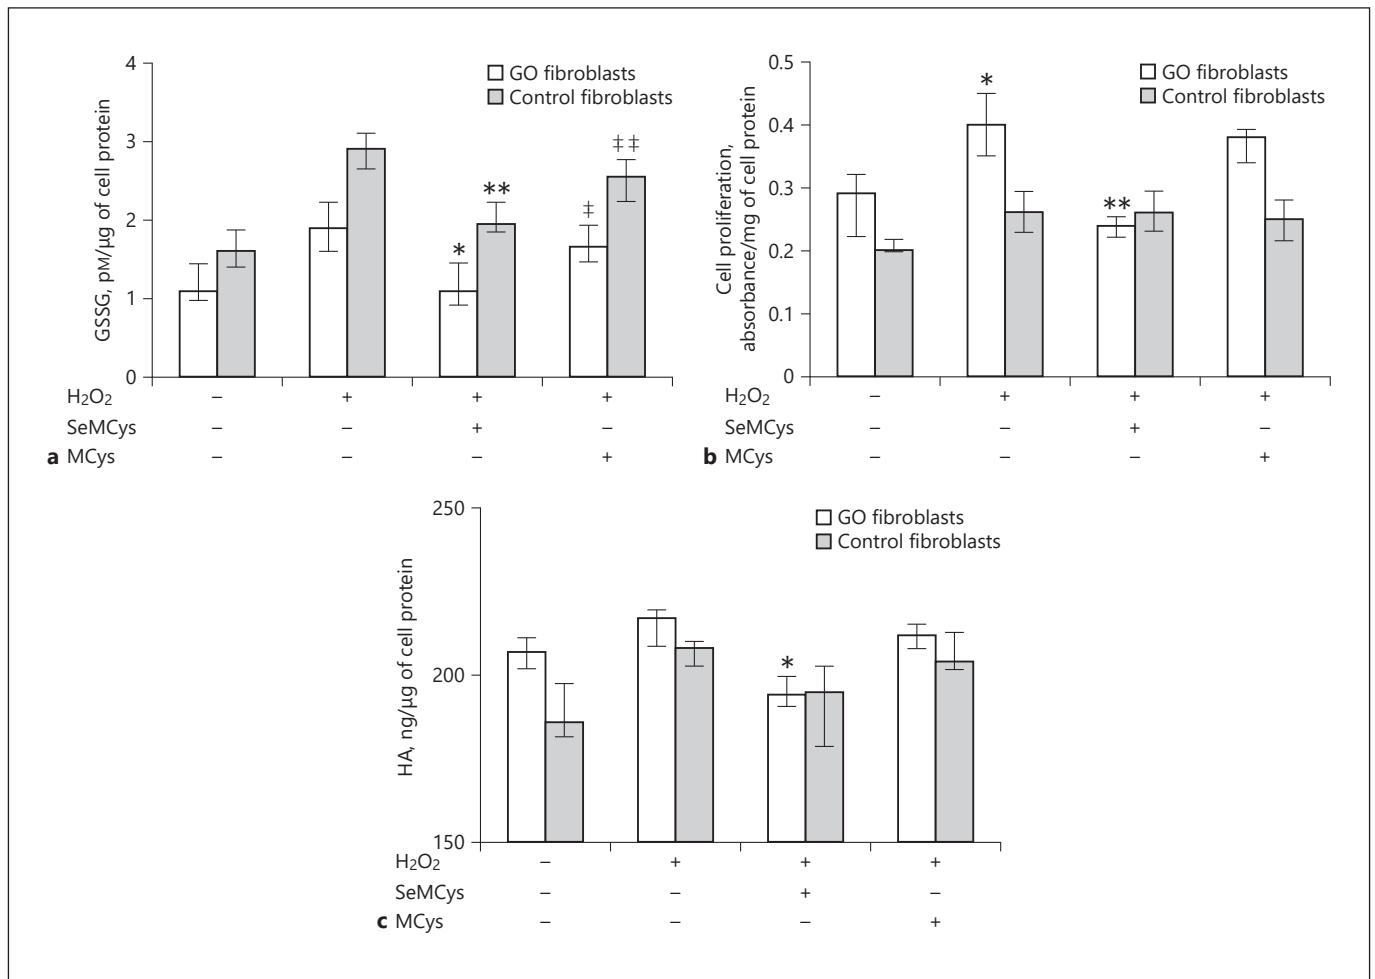 4
3
2
1
0
GSSG, pM/µg of cell protein
GO fibroblasts
Control fibroblasts
*
**
‡
‡‡
H2O2 – + + +
SeMCys – – + –
a MCys – – – +
0.5
0.4
0.3
0.2
0.1
0
Cell proliferation,
absorbance/mg of cell protein
GO fibroblasts
Control fibroblasts
*
**
H2O2 – + + +
SeMCys – – + –
b MCys – – – +
250
200
150
HA, ng/µg of cell protein
GO fibroblasts
Control fibroblasts
*
H2O2 – + + +
SeMCys – – + –
c MCys – – – +